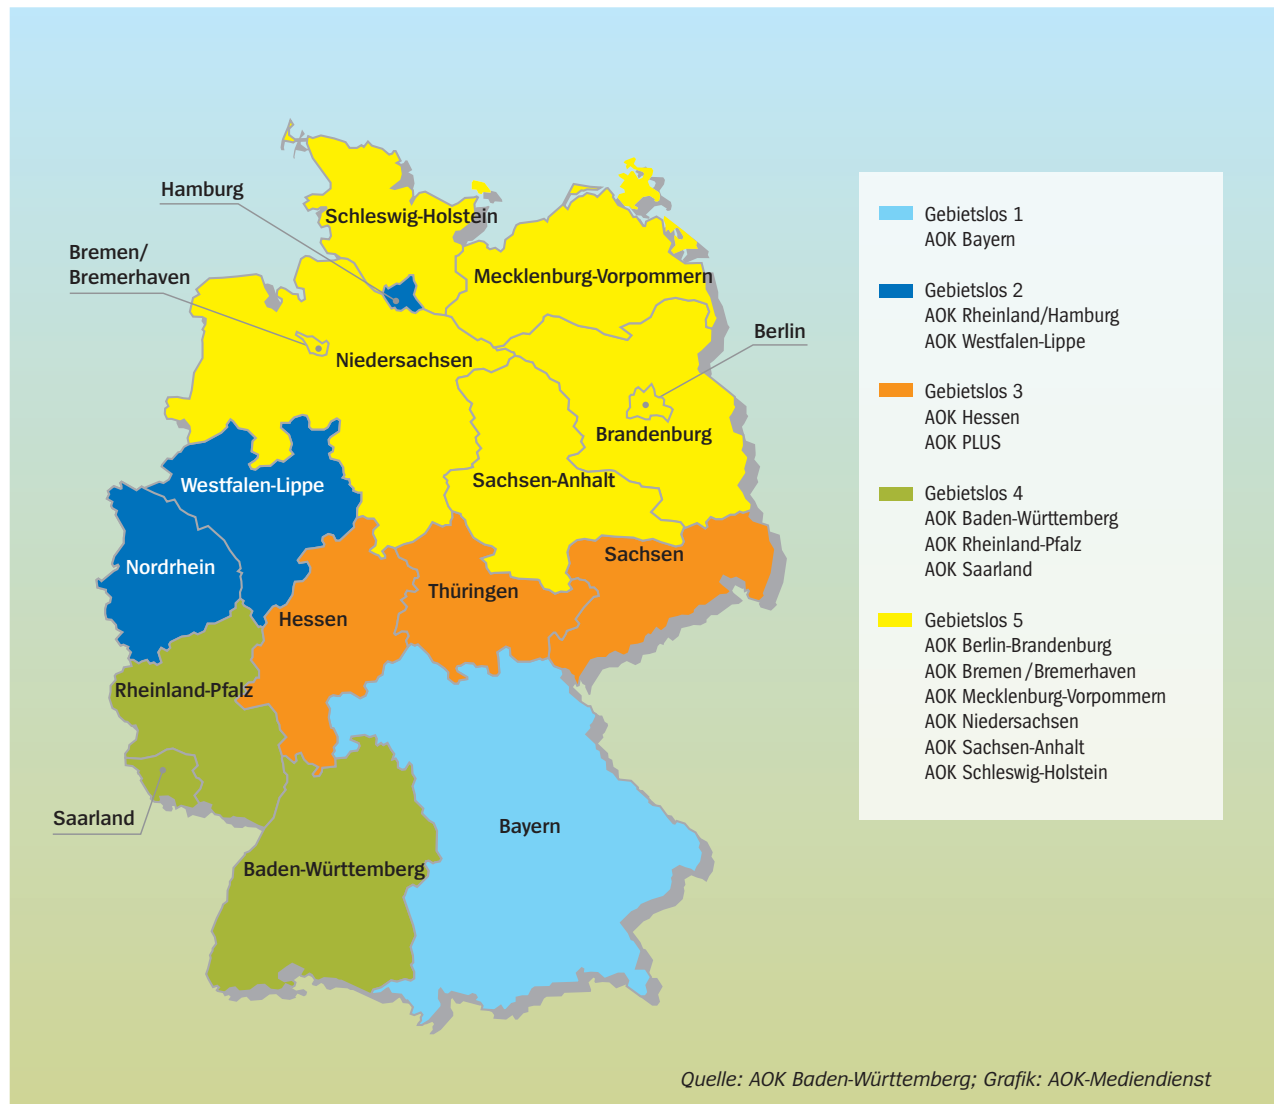 Hamburg
Schleswig-Holstein
Bremen/
Bremerhaven
Mecklenburg-Vorpommern
Berlin
Niedersachsen
Brandenburg
Westfalen-Lippe
Sachsen-Anhalt
Nordrhein
Sachsen
Thüringen
Hessen
Rheinland-Pfalz
Saarland
Bayern
Baden-Württemberg
Gebietslos 1
AOK Bayern
Gebietslos 2
AOK Rheinland/Hamburg
AOK Westfalen-Lippe
Gebietslos 3
AOK Hessen
AOK PLUS
Gebietslos 4
AOK Baden-Württemberg
AOK Rheinland-Pfalz
AOK Saarland
Gebietslos 5
AOK Berlin-Brandenburg
AOK Bremen / Bremerhaven
AOK Mecklenburg-Vorpommern
AOK Niedersachsen
AOK Sachsen-Anhalt
AOK Schleswig-Holstein
Quelle: AOK Baden-Württemberg; Grafik: AOK-Mediendienst